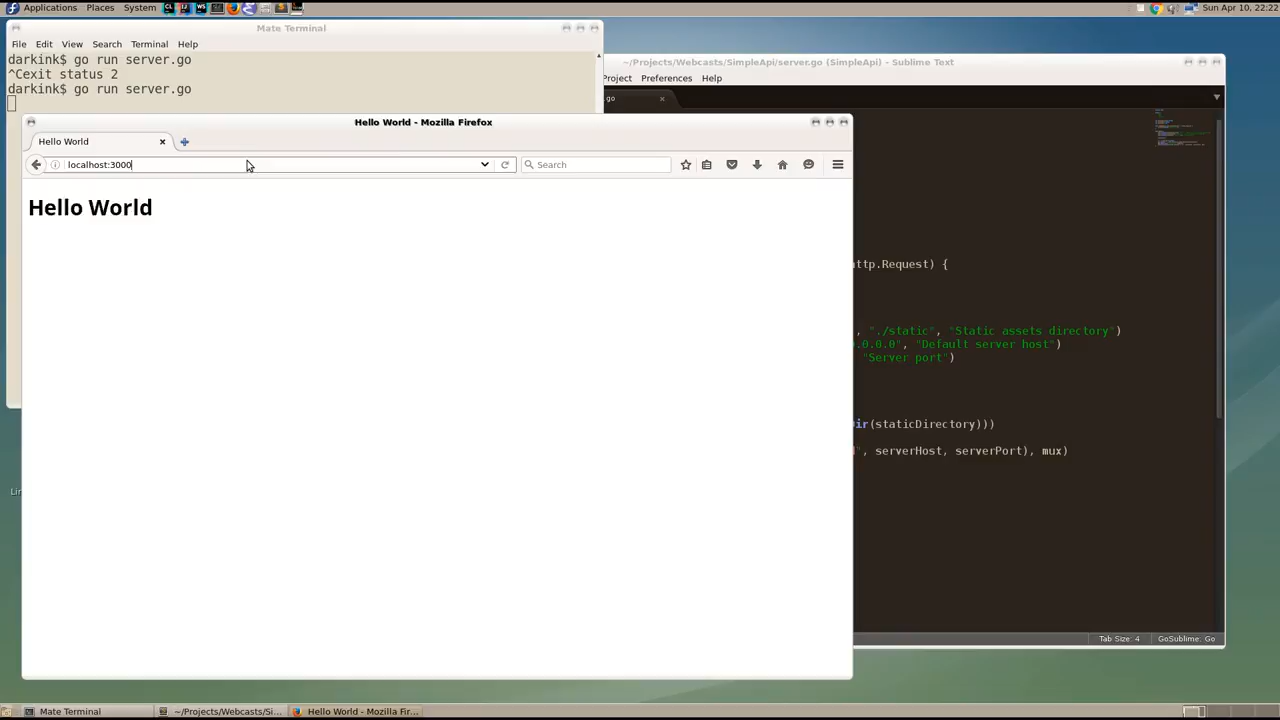 Applications Places System
Sun Apr 10, 22:22
Mate Terminal
File Edit View Search Terminal Help
darkink$ go run server.go
^Cexit status 2
darkink$ go run server.go
~/Projects/Webcasts/SimpleApi/server.go (SimpleApi) - Sublime Text
Project Preferences Help
go
Hello World - Mozilla Firefox
Hello World
localhost:3000
Search
Hello World
ttp.Request) {
, "./static", "Static assets directory")
.0.0.0", "Default server host")
"Server port")
ir(staticDirectory)))
", serverHost, serverPort), mux)
Tab Size: 4 GoSublime: Go
Mate Terminal
~/Projects/Webcasts/Si...
Hello World - Mozilla Fir...